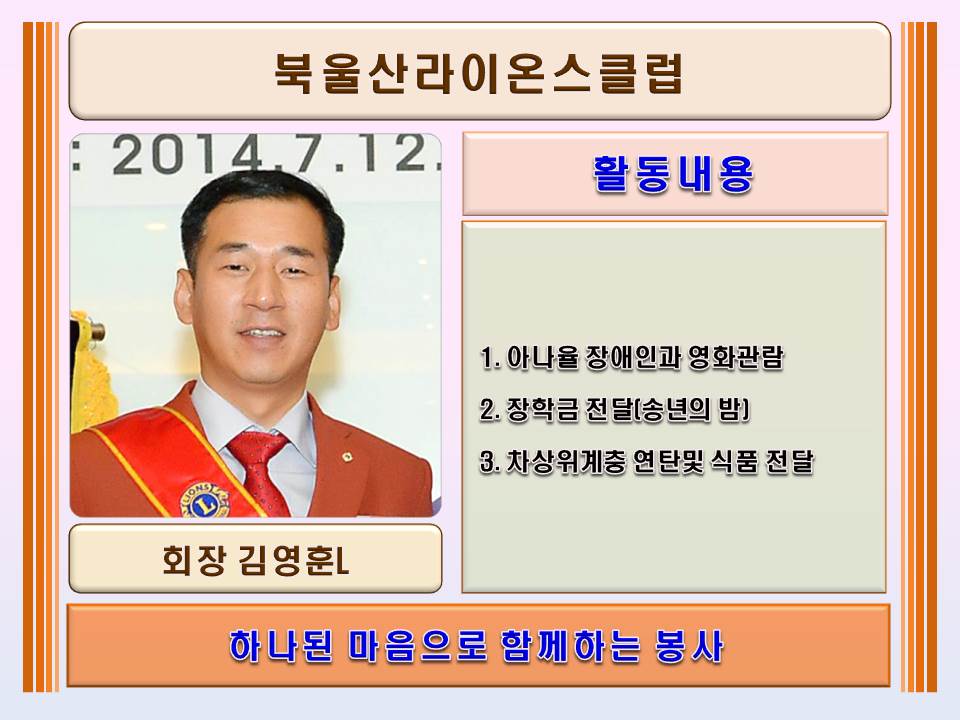 북울산라이온스클럽
: 2014.7.12.
활동내용
1. 아나율 장애인과 영화관람
2. 장학금 전달(송년의 밤)
3. 차상위계층 연탄및 식품 전달
LIONS
L
회장 김영훈L
하나된 마음으로 함께하는 봉사